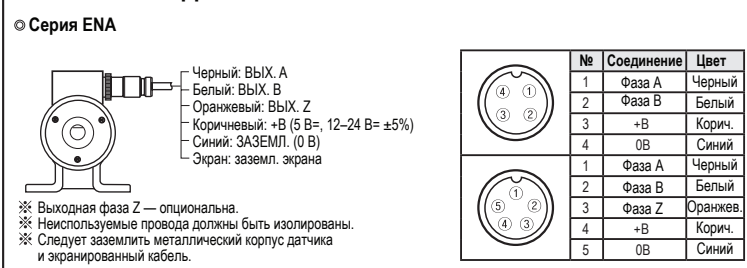 ◎ Серия ENA
Черный: ВЫХ. A
Белый: ВЫХ. B
Оранжевый: ВЫХ. Z
Коричневый: +В (5 В=, 12–24 В= ±5%)
Синий: ЗАЗЕМЛ. (0 В)
Экран: заземл. экрана
※ Выходная фаза Z — опциональна.
※ Неиспользуемые провода должны быть изолированы.
※ Следует заземлить металлический корпус датчика
и экранированный кабель.
④ ①
③ ②
①
⑤ ②
④ ③
№ Соединение Цвет
1 Фаза A Черный
2 Фаза B Белый
3 +В Корич.
4 0В Синий
1 Фаза A Черный
2 Фаза B Белый
3 Фаза Z Оранжев.
4 +В Корич.
5 0В Синий